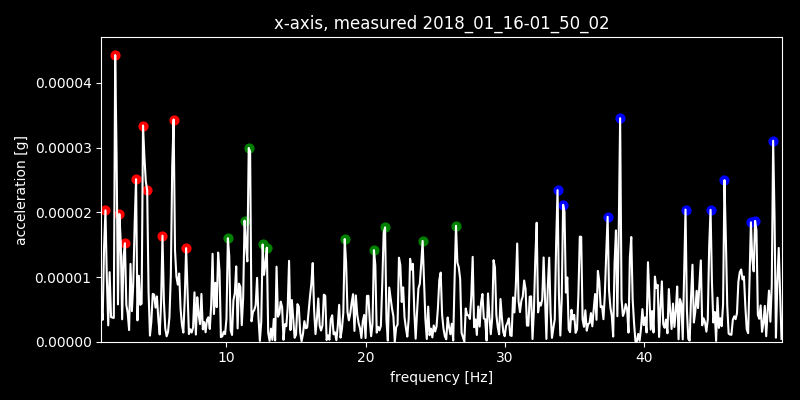 x-axis, measured 2018_01_16-01_50_02
0.00004
0.00003
0.00002
0.00001
0.00000
acceleration [g]
10 20 30 40
frequency [Hz]